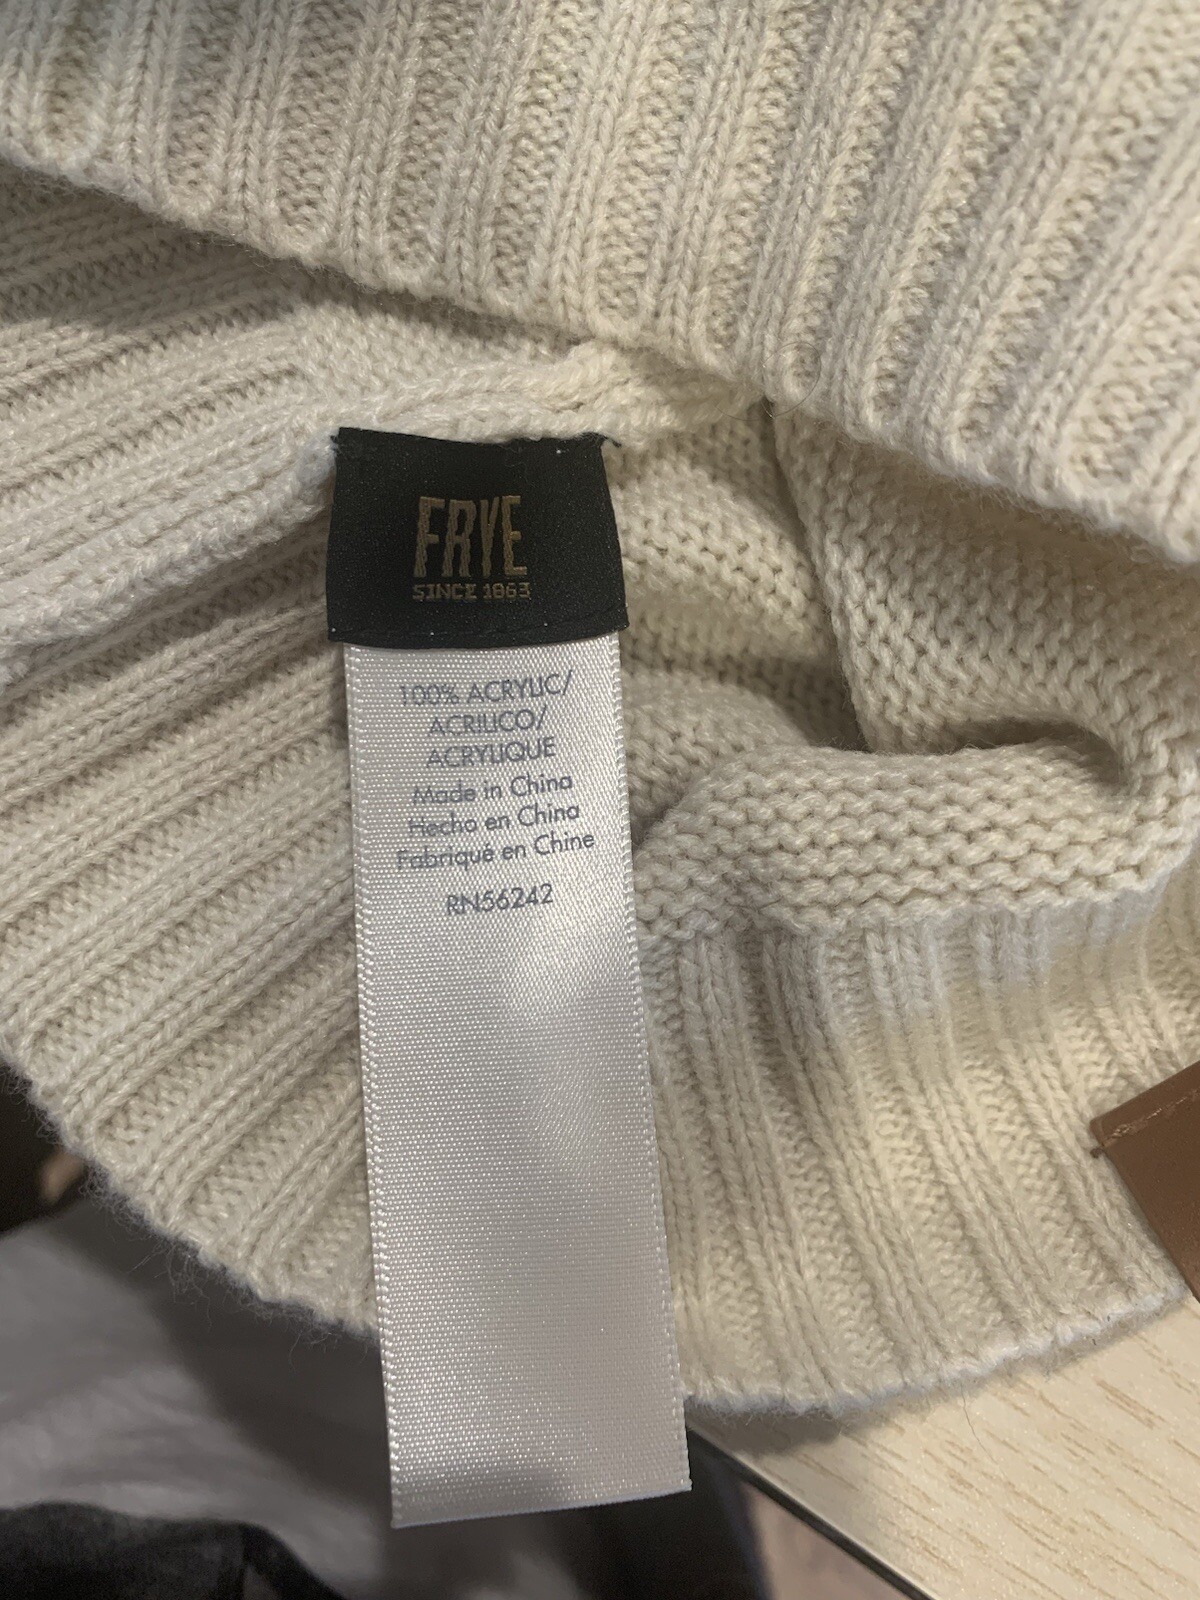 FRYE
SINCE 1863
100% ACRYLIC/
ACRILICO/
ACRYLIQUE
Made in China
Hecho en China
Fabriqué en Chine
RN56242